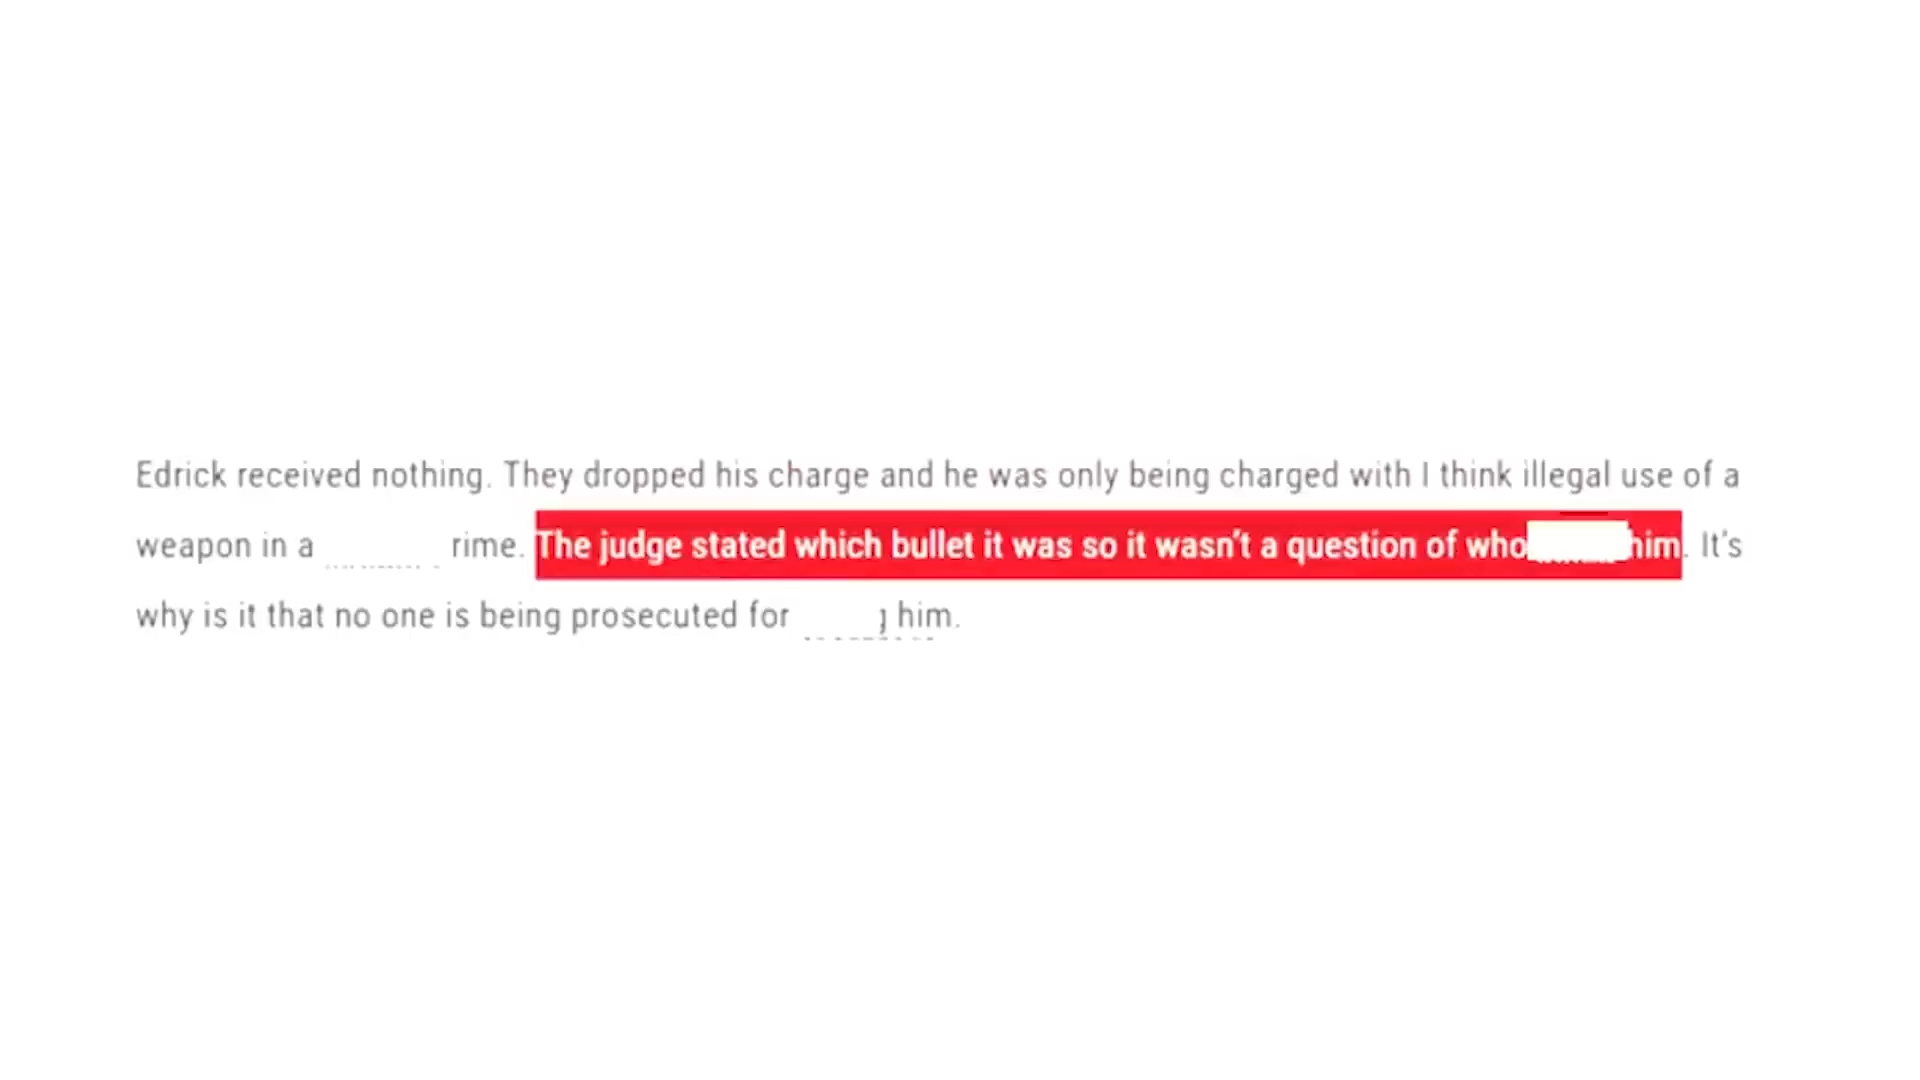 Edrick received nothing. They dropped his charge and he was only being charged with I think illegal use of a
weapon in a rime. The judge stated which bullet it was so it wasn't a question of who him. It's
why is it that no one is being prosecuted for him.